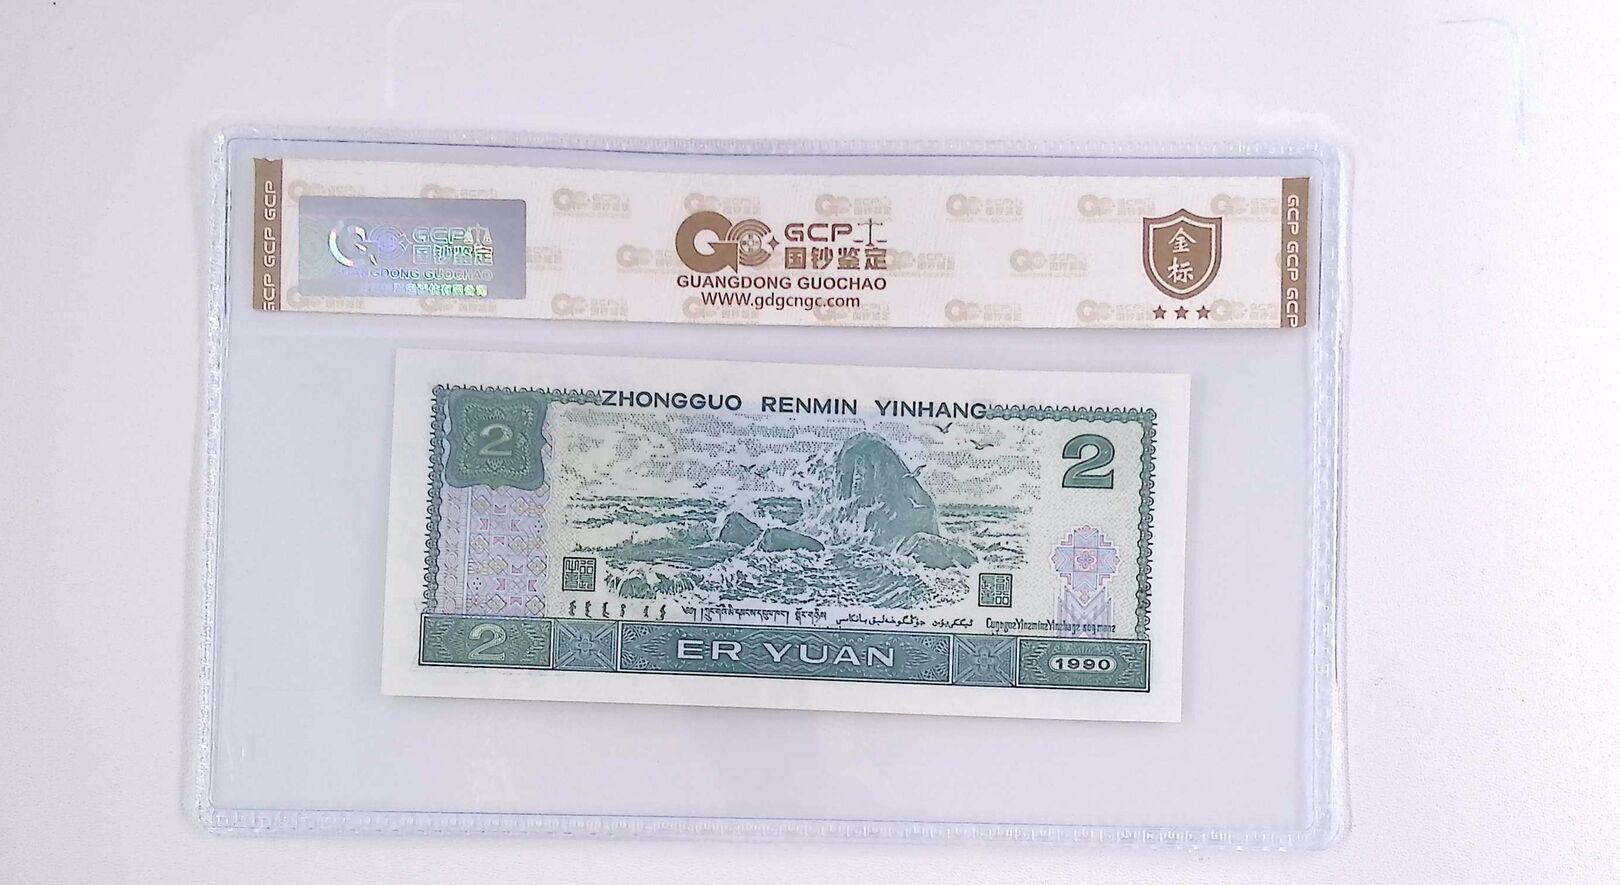 GCP GCP GCP
GCP
国钞鉴定
GUANGDONG GUOCHAO
GCP
国钞鉴定
GUANGDONG GUOCHAO
WWW.gdgcngc.com
金
标
GCP GCP GCP
ZHONGGUO RENMIN YINHANG
2
2
2
ER YUAN
1990